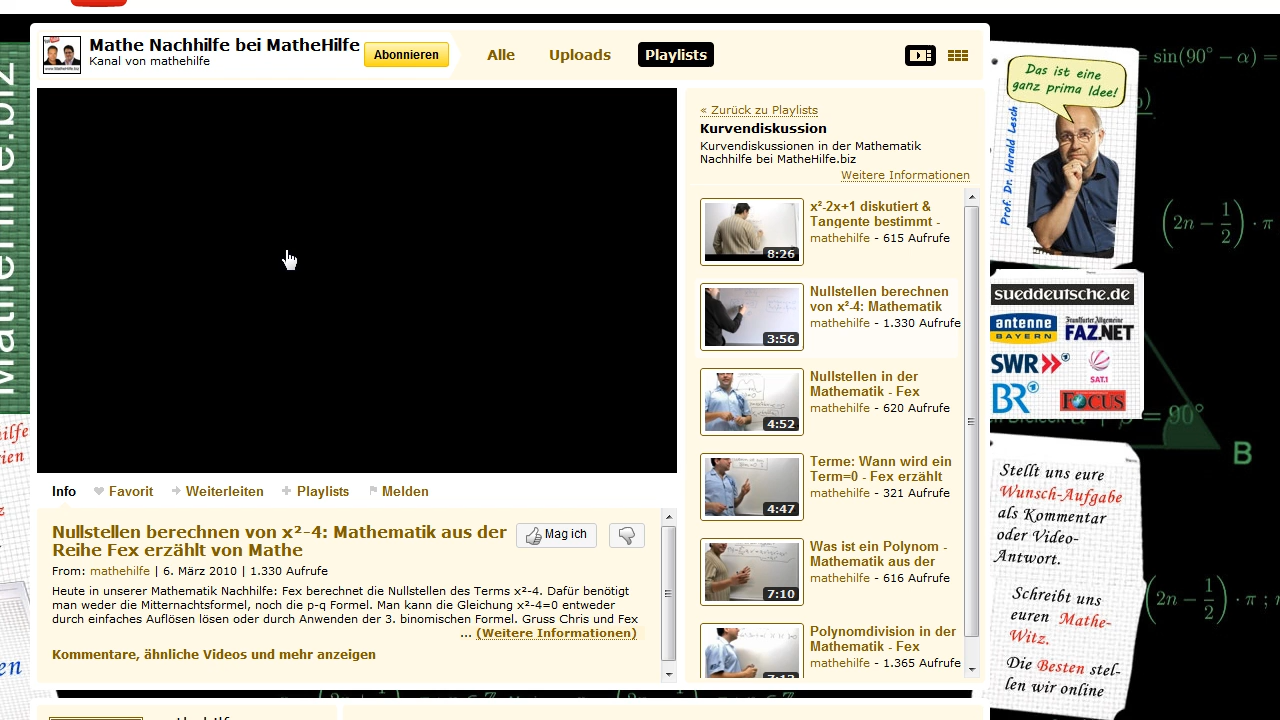 Mathe Nachhilfe bei MatheHilfe
Kanal von mathehilfe
Abonnieren
Alle
Uploads
Playlists
« Zurück zu Playlists
Kurvendiskussion
Kurvendiskussionen in der Mathematik
Nachhilfe bei MatheHilfe.biz
Weitere Informationen
x²-2x+1 diskutiert &
Tangente bestimmt -
mathehilfe - 615 Aufrufe
8:26
Nullstellen berechnen
von x²-4: Mathematik
mathehilfe - 1.330 Aufrufe
3:56
Nullstellen in der
Mathematik - Fex
mathehilfe - 620 Aufrufe
4:52
Terme: Wann wird ein
Term=0 - Fex erzählt
mathehilfe - 321 Aufrufe
4:47
Was ist ein Polynom -
Mathematik aus der
mathehilfe - 616 Aufrufe
7:10
Polynomdivision in der
Mathematik - Fex
mathehilfe - 1.365 Aufrufe
Info
Favorit
Weiterleiten
Playlists
Melden
Nullstellen berechnen von x²-4: Mathematik aus der
Reihe Fex erzählt von Mathe
Mag ich
From: mathehilfe | 6. März 2010 | 1.330 Aufrufe
Heute in unserer Mathematik Nachhilfe: Fex berechnet die Nullstellen des Terms x²-4. Dafür benötigt
man weder die Mitternachtsformel, noch die p-q Formel. Man kann die Gleichung x²-4=0 entweder
durch einfaches Auflösen lösen oder durch Anwenden der 3. binomischen Formel. Gruss Chris und Fex
... (Weitere Informationen)
Kommentare, ähnliche Videos und mehr anzeigen
Das ist eine
ganz prima Idee!
Prof. Dr. Harald Lesch
= sin(90° − α) =
(2n − 1/2) · π
sueddeutsche.de
antenne
BAYERN
Frankfurter Allgemeine
FAZ.NET
SWR
SAT.1
BR
FOCUS
= 90°
B
Stellt uns eure
Wunsch-Aufgabe
als Kommentar
oder Video-
Antwort.
Schreibt uns
euren Mathe-
Witz.
Die Besten stel-
len wir online
(2n − 1/2) · π ;